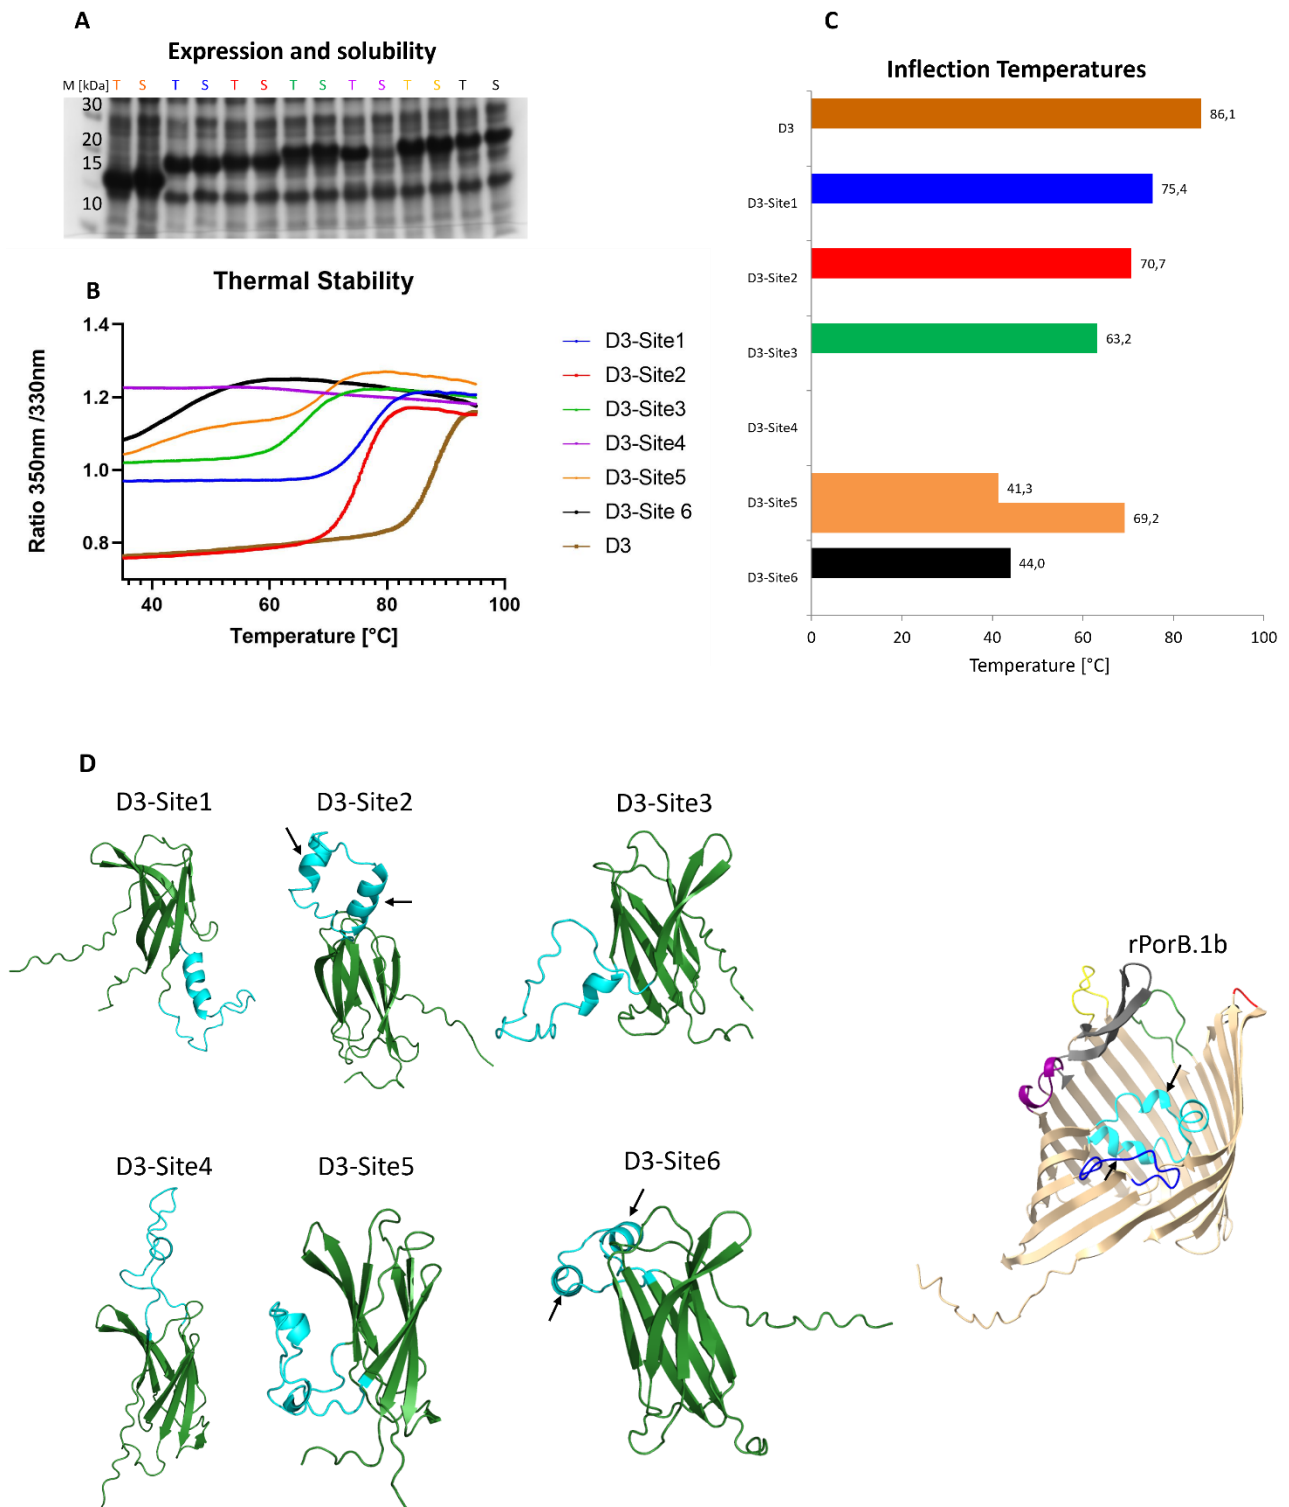 A
Expression and solubility
M [kDa] T S T S T S T S T S T S T S
30
20
15
10
B
Thermal Stability
1.4
1.2
1.0
0.8
Ratio 350nm /330nm
40 60 80 100
Temperature [°C]
D3-Site1
D3-Site2
D3-Site3
D3-Site4
D3-Site5
D3-Site 6
D3
C
Inflection Temperatures
D3 86,1
D3-Site1 75,4
D3-Site2 70,7
D3-Site3 63,2
D3-Site4
D3-Site5 41,3
69,2
D3-Site6 44,0
0 20 40 60 80 100
Temperature [°C]
D
D3-Site1 D3-Site2 D3-Site3
rPorB.1b
D3-Site4 D3-Site5 D3-Site6